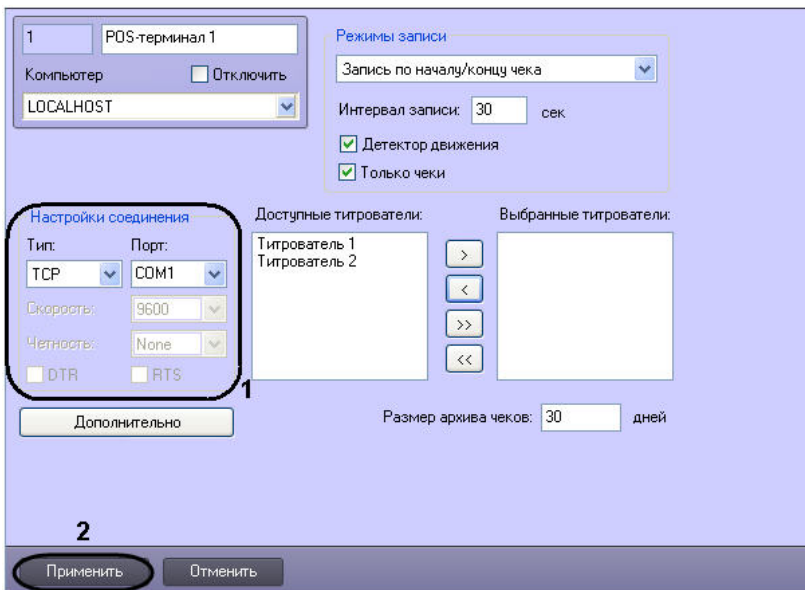 1
POS-терминал 1
Компьютер
Отключить
LOCALHOST
Режимы записи
Запись по началу/концу чека
Интервал записи: 30 сек
Детектор движения
Только чеки
Настройки соединения
Тип: Порт:
TCP COM1
Скорость: 9600
Четность: None
DTR RTS
1
Дополнительно
Доступные титрователи:
Титрователь 1
Титрователь 2
>
<
>>
<<
Выбранные титрователи:
Размер архива чеков: 30 дней
2
Применить Отменить